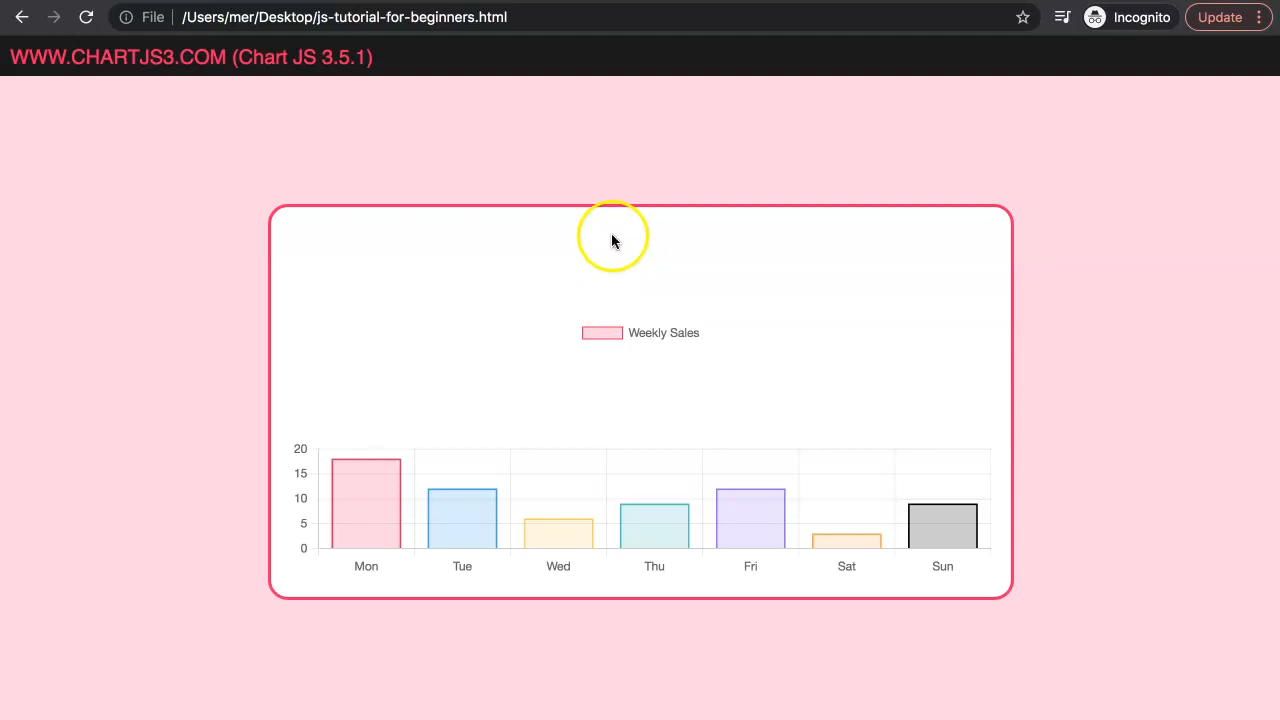 File /Users/mer/Desktop/js-tutorial-for-beginners.html Incognito Update
WWW.CHARTJS3.COM (Chart JS 3.5.1)
Weekly Sales
20
15
10
5
0
Mon Tue Wed Thu Fri Sat Sun